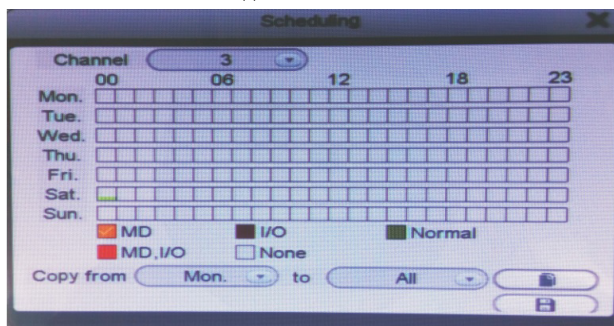 Scheduling
Channel 3
00 06 12 18 23
Mon.
Tue.
Wed.
Thu.
Fri.
Sat.
Sun.
MD I/O Normal
MD,I/O None
Copy from Mon. to All